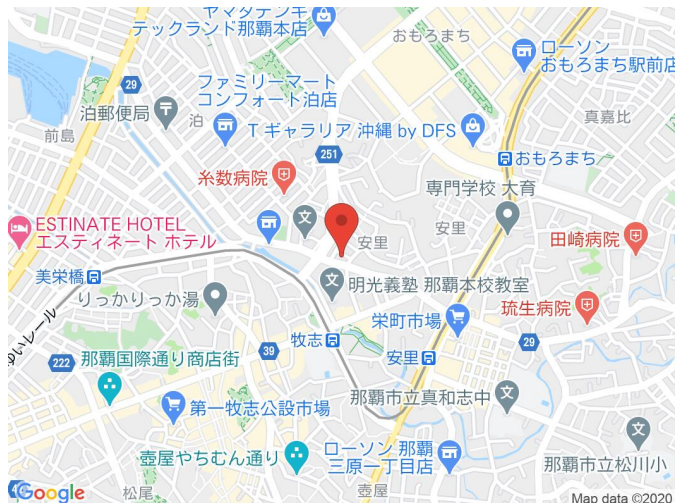 ヤマダデンキ
テックランド那覇本店
おもろまち
ローソン
おもろまち駅前店
29
ファミリーマート
コンフォート泊店
泊郵便局
泊
真嘉比
前島
Tギャラリア 沖縄 by DFS
251
おもろまち
糸数病院
専門学校 大育
ESTINATE HOTEL
エスティネート ホテル
安里
安里
田崎病院
美栄橋
明光義塾 那覇本校教室
りっかりっか湯
栄町市場
琉生病院
ゆいレール
牧志
安里
29
222
那覇国際通り商店街
39
那覇市立真和志中
第一牧志公設市場
壺屋やちむん通り
ローソン 那覇
三原一丁目店
那覇市立松川小
松尾
壺屋
Google
Map data ©2020